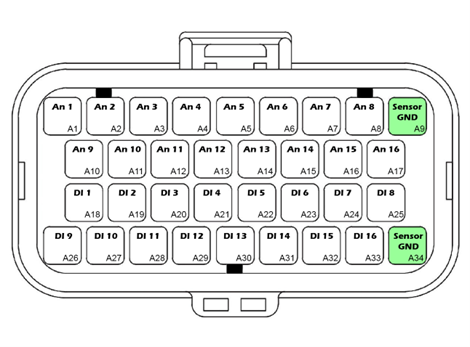 An 1 An 2 An 3 An 4 An 5 An 6 An 7 An 8 Sensor
GND
A1 A2 A3 A4 A5 A6 A7 A8 A9
An 9 An 10 An 11 An 12 An 13 An 14 An 15 An 16
A10 A11 A12 A13 A14 A15 A16 A17
DI 1 DI 2 DI 3 DI 4 DI 5 DI 6 DI 7 DI 8
A18 A19 A20 A21 A22 A23 A24 A25
DI 9 DI 10 DI 11 DI 12 DI 13 DI 14 DI 15 DI 16 Sensor
GND
A26 A27 A28 A29 A30 A31 A32 A33 A34